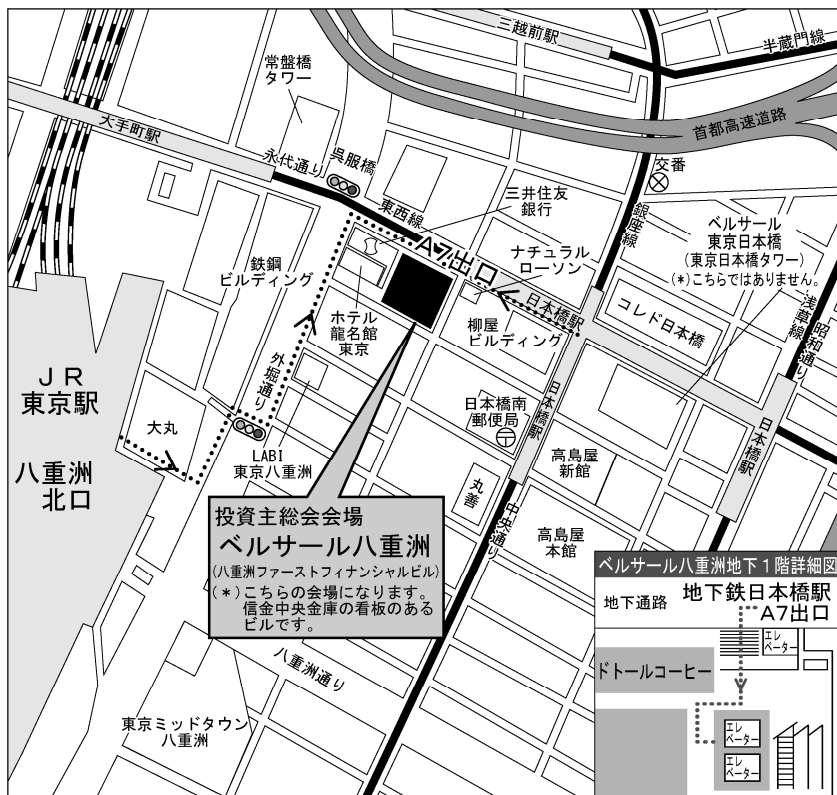 三越前駅
半蔵門線
常盤橋
タワー
首都高速道路
大手町駅
永代通り
呉服橋
交番
東西線
三井住友
銀行
銀座線
A7出口
ナチュラル
ローソン
ベルサール
東京日本橋
(東京日本橋タワー)
(*)こちらではありません。
鉄鋼
ビルディング
日本橋駅
コレド日本橋
浅草線
昭和通り
ホテル
龍名館
東京
柳屋
ビルディング
外堀通り
JR
東京駅
大丸
日本橋南
郵便局
日本橋駅
日本橋駅
LABI
東京八重洲
高島屋
新館
八重洲
北口
丸善
中央通り
高島屋
本館
投資主総会会場
ベルサール八重洲
(八重洲ファーストフィナンシャルビル)
(*)こちらの会場になります。
信金中央金庫の看板のある
ビルです。
八重洲通り
東京ミッドタウン
八重洲
ベルサール八重洲地下1階詳細図
地下通路
地下鉄日本橋駅
A7出口
エレ
ベーター
ドトールコーヒー
エレ
ベーター
エレ
ベーター